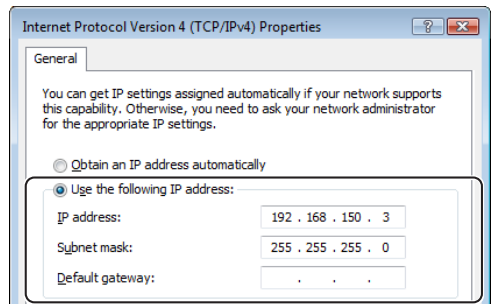 Internet Protocol Version 4 (TCP/IPv4) Properties
General
You can get IP settings assigned automatically if your network supports
this capability. Otherwise, you need to ask your network administrator
for the appropriate IP settings.
Obtain an IP address automatically
Use the following IP address:
IP address: 192 . 168 . 150 . 3
Subnet mask: 255 . 255 . 255 . 0
Default gateway: . . .